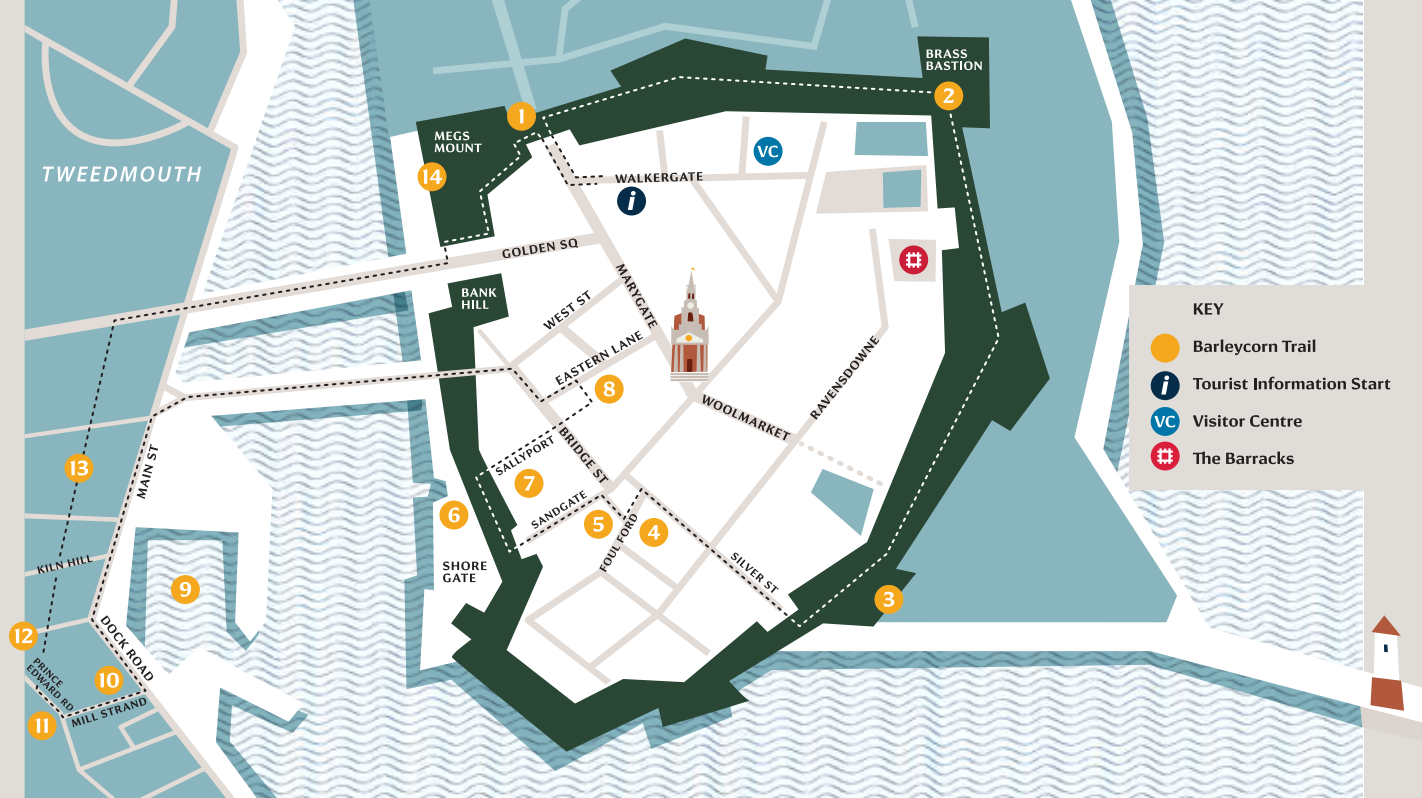 BRASS
BASTION
1
2
MEGS
MOUNT
VC
TWEEDMOUTH
14
WALKERGATE
i
GOLDEN SQ
MARYGATE
BANK
HILL
WEST ST
EASTERN LANE
8
RAVENSDOWNE
WOOLMARKET
KEY
Barleycorn Trail
i Tourist Information Start
VC Visitor Centre
The Barracks
13
MAIN ST
BRIDGE ST
SALLYPORT
7
6
SANDGATE
5
FOUL FORD
4
SILVER ST
SHORE
GATE
KILN HILL
9
3
12
DOCK ROAD
PRINCE
EDWARD RD
10
MILL STRAND
11